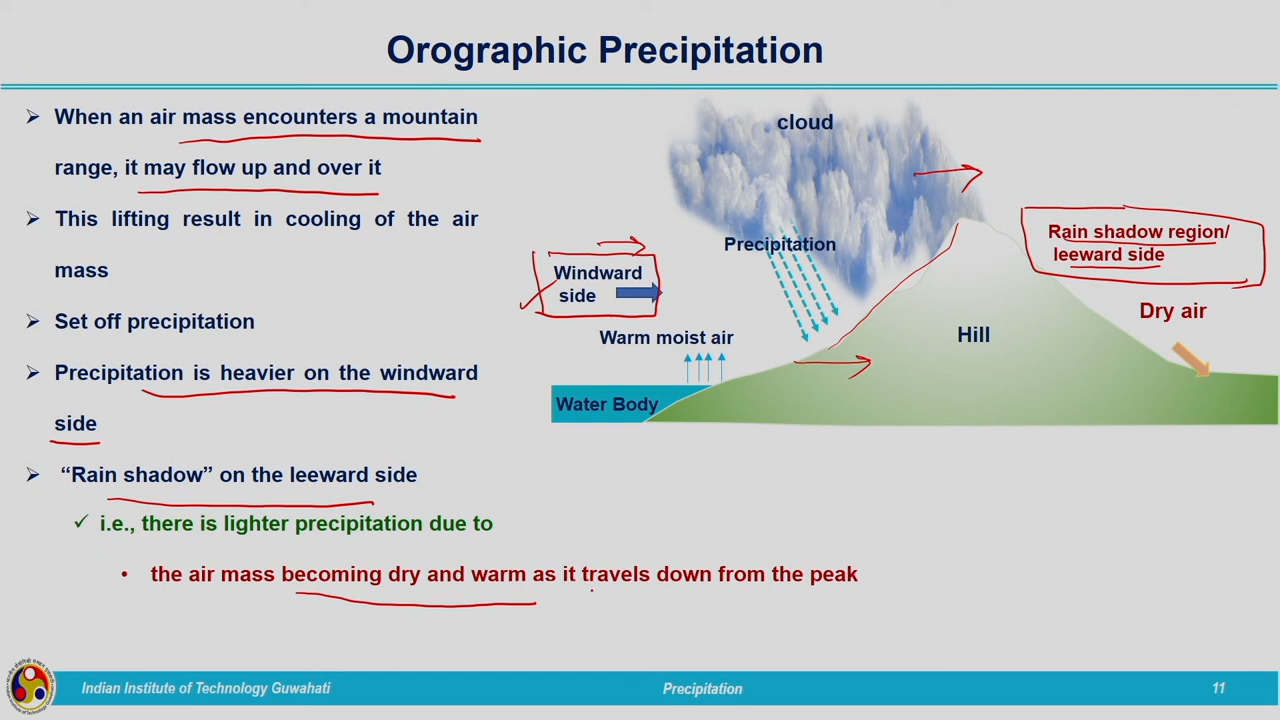 Orographic Precipitation
When an air mass encounters a mountain
range, it may flow up and over it
This lifting result in cooling of the air
mass
Set off precipitation
Precipitation is heavier on the windward
side
“Rain shadow” on the leeward side
i.e., there is lighter precipitation due to
the air mass becoming dry and warm as it travels down from the peak
cloud
Precipitation
Windward
side
Warm moist air
Water Body
Hill
Rain shadow region/
leeward side
Dry air
Indian Institute of Technology Guwahati
Precipitation
11